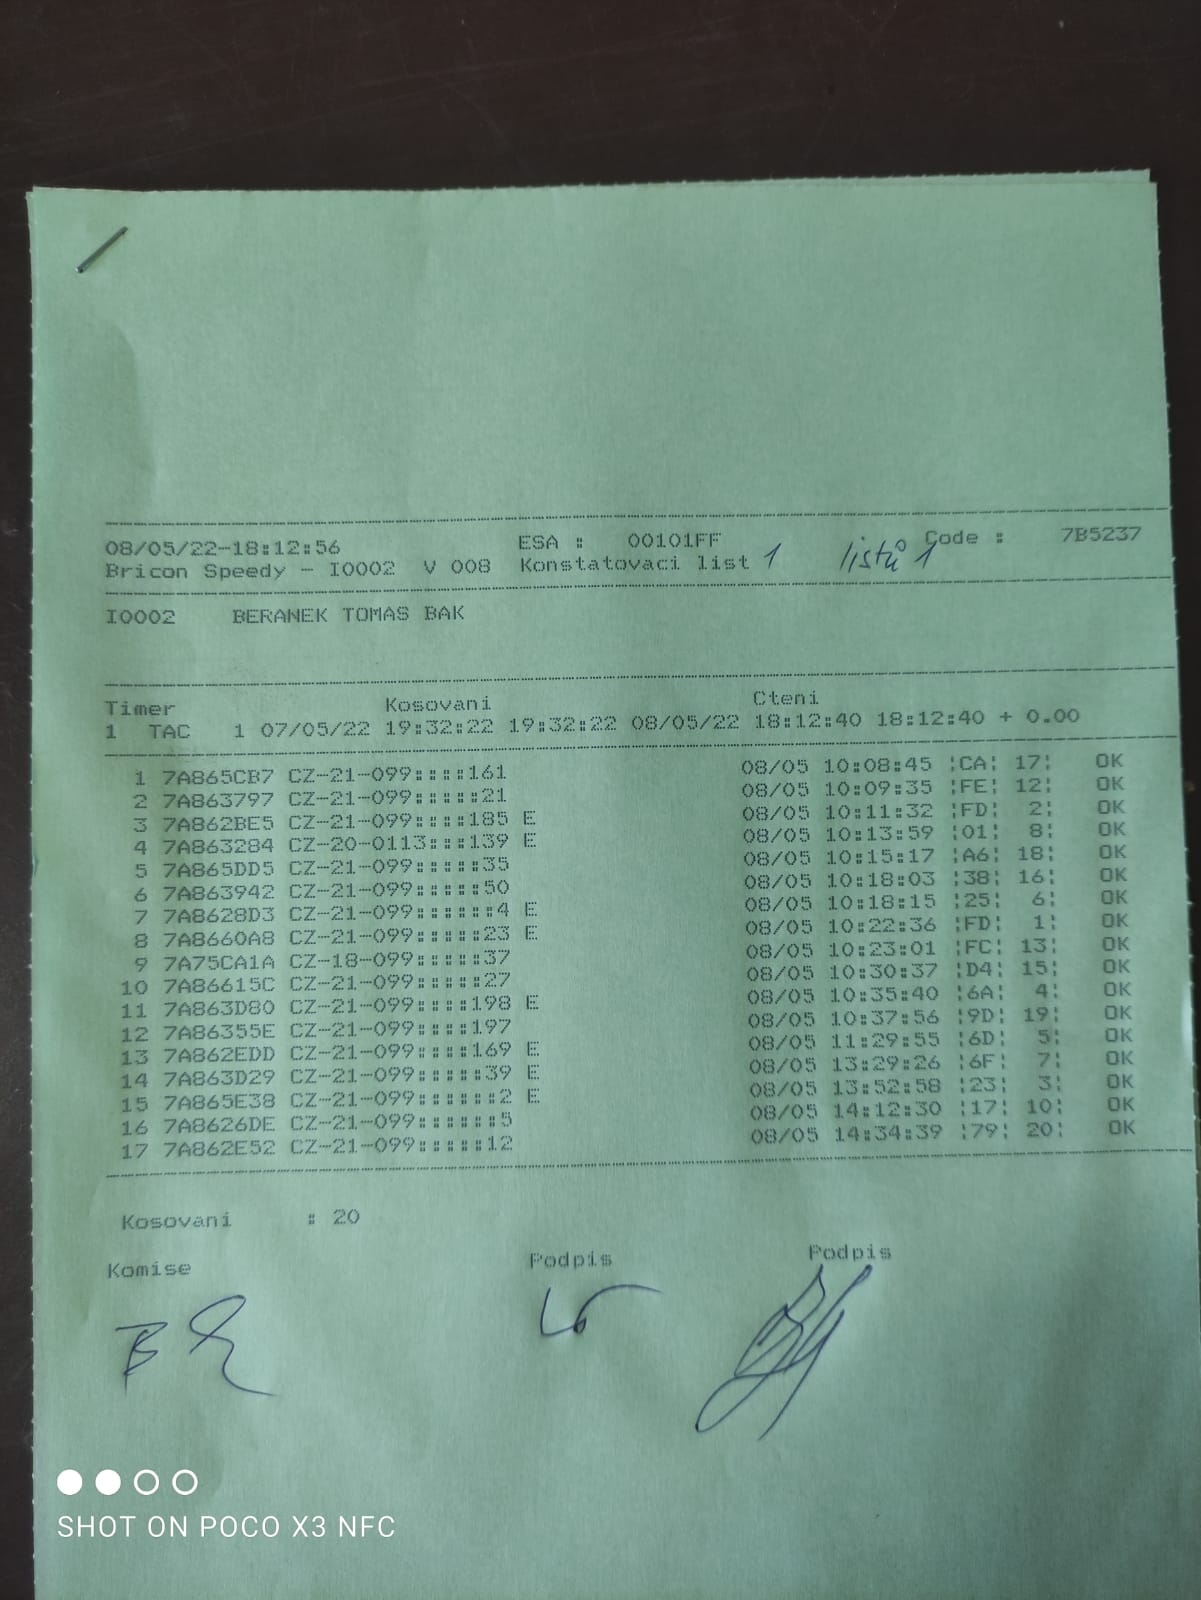 08/05/22-18:12:56 ESA : 00101FF Code : 7B5237
Bricon Speedy - I0002 V 008 Konstatovaci list 1 listů 1
I0002 BERANEK TOMAS BAK
Timer Kosovani Cteni
1 TAC 1 07/05/22 19:32:22 19:32:22 08/05/22 18:12:40 18:12:40 + 0.00
1 7A865CB7 CZ-21-099::::161 08/05 10:08:45 ¦CA¦ 17¦ OK
2 7A863797 CZ-21-099:::::21 08/05 10:09:35 ¦FE¦ 12¦ OK
3 7A862BE5 CZ-21-099::::185 E 08/05 10:11:32 ¦FD¦ 2¦ OK
4 7A863284 CZ-20-0113:::139 E 08/05 10:13:59 ¦01¦ 8¦ OK
5 7A865DD5 CZ-21-099:::::35 08/05 10:15:17 ¦A6¦ 18¦ OK
6 7A863942 CZ-21-099:::::50 08/05 10:18:03 ¦38¦ 16¦ OK
7 7A8628D3 CZ-21-099::::::4 E 08/05 10:18:15 ¦25¦ 6¦ OK
8 7A8660A8 CZ-21-099:::::23 E 08/05 10:22:36 ¦FD¦ 1¦ OK
9 7A75CA1A CZ-18-099:::::37 08/05 10:23:01 ¦FC¦ 13¦ OK
10 7A86615C CZ-21-099:::::27 08/05 10:30:37 ¦D4¦ 15¦ OK
11 7A863D80 CZ-21-099::::198 E 08/05 10:35:40 ¦6A¦ 4¦ OK
12 7A86355E CZ-21-099::::197 08/05 10:37:56 ¦9D¦ 19¦ OK
13 7A862EDD CZ-21-099::::169 E 08/05 11:29:55 ¦6D¦ 5¦ OK
14 7A863D29 CZ-21-099:::::39 E 08/05 13:29:26 ¦6F¦ 7¦ OK
15 7A865E38 CZ-21-099::::::2 E 08/05 13:52:58 ¦23¦ 3¦ OK
16 7A8626DE CZ-21-099::::::5 08/05 14:12:30 ¦17¦ 10¦ OK
17 7A862E52 CZ-21-099:::::12 08/05 14:34:39 ¦79¦ 20¦ OK
Kosovani : 20
Komise Podpis Podpis
SHOT ON POCO X3 NFC